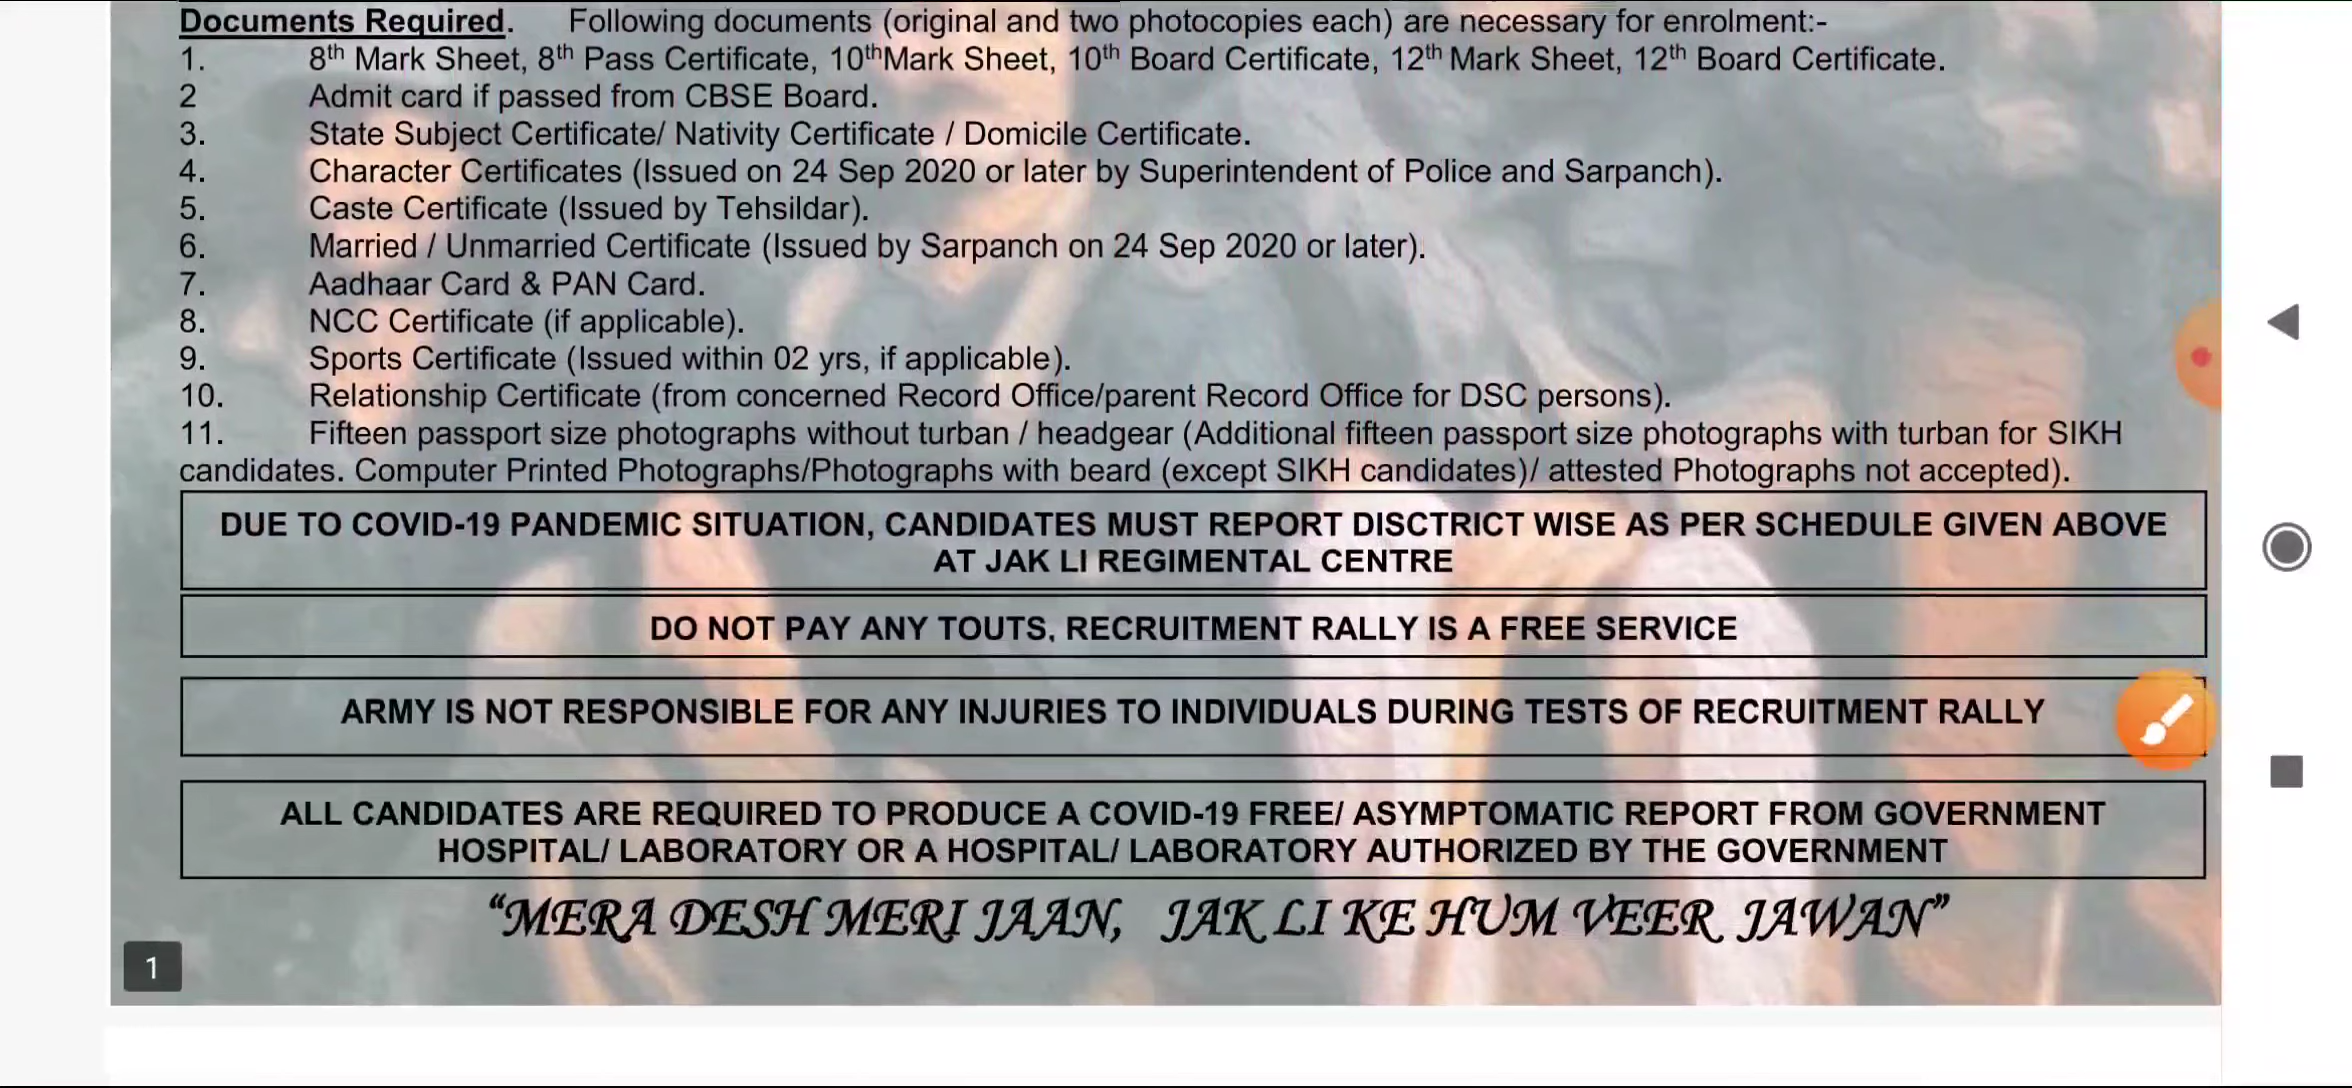 Documents Required. Following documents (original and two photocopies each) are necessary for enrolment:-
1. 8th Mark Sheet, 8th Pass Certificate, 10thMark Sheet, 10th Board Certificate, 12th Mark Sheet, 12th Board Certificate.
2 Admit card if passed from CBSE Board.
3. State Subject Certificate/ Nativity Certificate / Domicile Certificate.
4. Character Certificates (Issued on 24 Sep 2020 or later by Superintendent of Police and Sarpanch).
5. Caste Certificate (Issued by Tehsildar).
6. Married / Unmarried Certificate (Issued by Sarpanch on 24 Sep 2020 or later).
7. Aadhaar Card & PAN Card.
8. NCC Certificate (if applicable).
9. Sports Certificate (Issued within 02 yrs, if applicable).
10. Relationship Certificate (from concerned Record Office/parent Record Office for DSC persons).
11. Fifteen passport size photographs without turban / headgear (Additional fifteen passport size photographs with turban for SIKH
candidates. Computer Printed Photographs/Photographs with beard (except SIKH candidates)/ attested Photographs not accepted).
DUE TO COVID-19 PANDEMIC SITUATION, CANDIDATES MUST REPORT DISCTRICT WISE AS PER SCHEDULE GIVEN ABOVE
AT JAK LI REGIMENTAL CENTRE
DO NOT PAY ANY TOUTS, RECRUITMENT RALLY IS A FREE SERVICE
ARMY IS NOT RESPONSIBLE FOR ANY INJURIES TO INDIVIDUALS DURING TESTS OF RECRUITMENT RALLY
ALL CANDIDATES ARE REQUIRED TO PRODUCE A COVID-19 FREE/ ASYMPTOMATIC REPORT FROM GOVERNMENT
HOSPITAL/ LABORATORY OR A HOSPITAL/ LABORATORY AUTHORIZED BY THE GOVERNMENT
“MERA DESH MERI JAAN, JAK LI KE HUM VEER JAWAN”
1